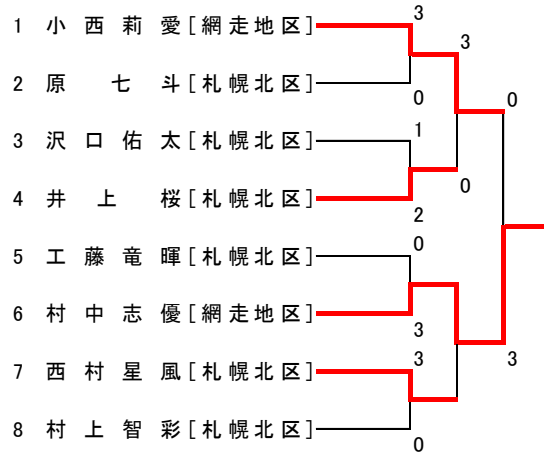 1 小西莉愛[網走地区]
3
3
2 原 七斗[札幌北区]
0
0
3 沢口佑太[札幌北区]
1
0
4 井上 桜[札幌北区]
2
5 工藤竜暉[札幌北区]
0
6 村中志優[網走地区]
3
7 西村星風[札幌北区]
3
3
8 村上智彩[札幌北区]
0